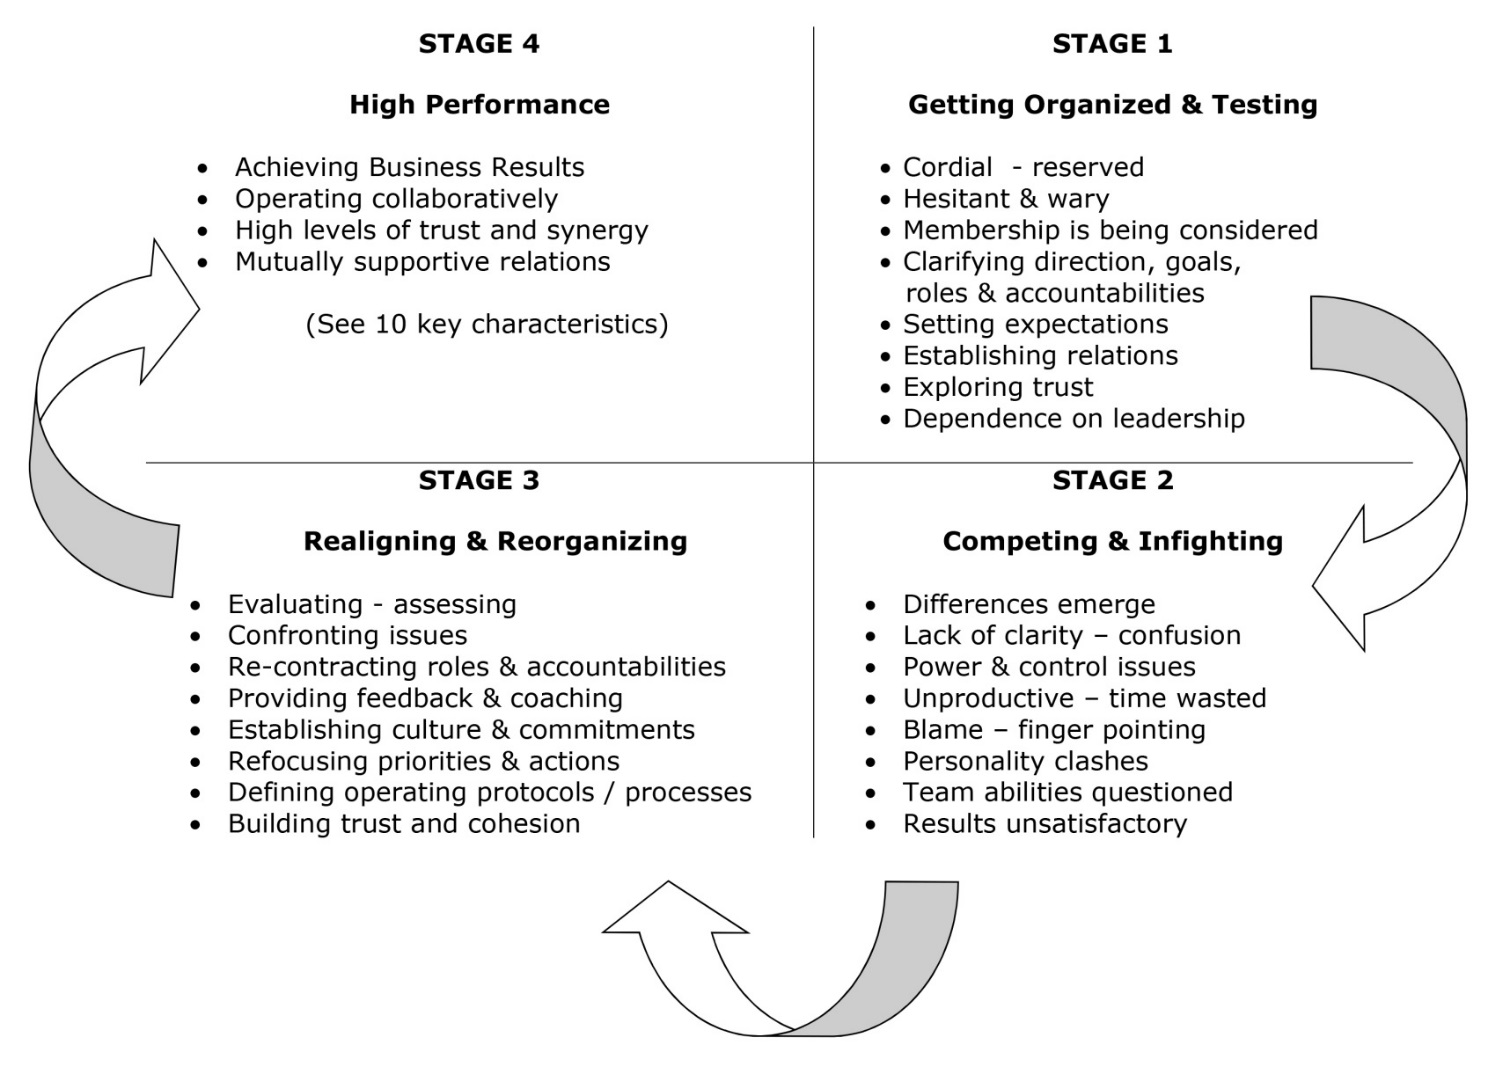 STAGE 4
High Performance
• Achieving Business Results
• Operating collaboratively
• High levels of trust and synergy
• Mutually supportive relations
(See 10 key characteristics)
STAGE 1
Getting Organized & Testing
• Cordial - reserved
• Hesitant & wary
• Membership is being considered
• Clarifying direction, goals,
roles & accountabilities
• Setting expectations
• Establishing relations
• Exploring trust
• Dependence on leadership
STAGE 3
Realigning & Reorganizing
• Evaluating - assessing
• Confronting issues
• Re-contracting roles & accountabilities
• Providing feedback & coaching
• Establishing culture & commitments
• Refocusing priorities & actions
• Defining operating protocols / processes
• Building trust and cohesion
STAGE 2
Competing & Infighting
• Differences emerge
• Lack of clarity – confusion
• Power & control issues
• Unproductive – time wasted
• Blame – finger pointing
• Personality clashes
• Team abilities questioned
• Results unsatisfactory